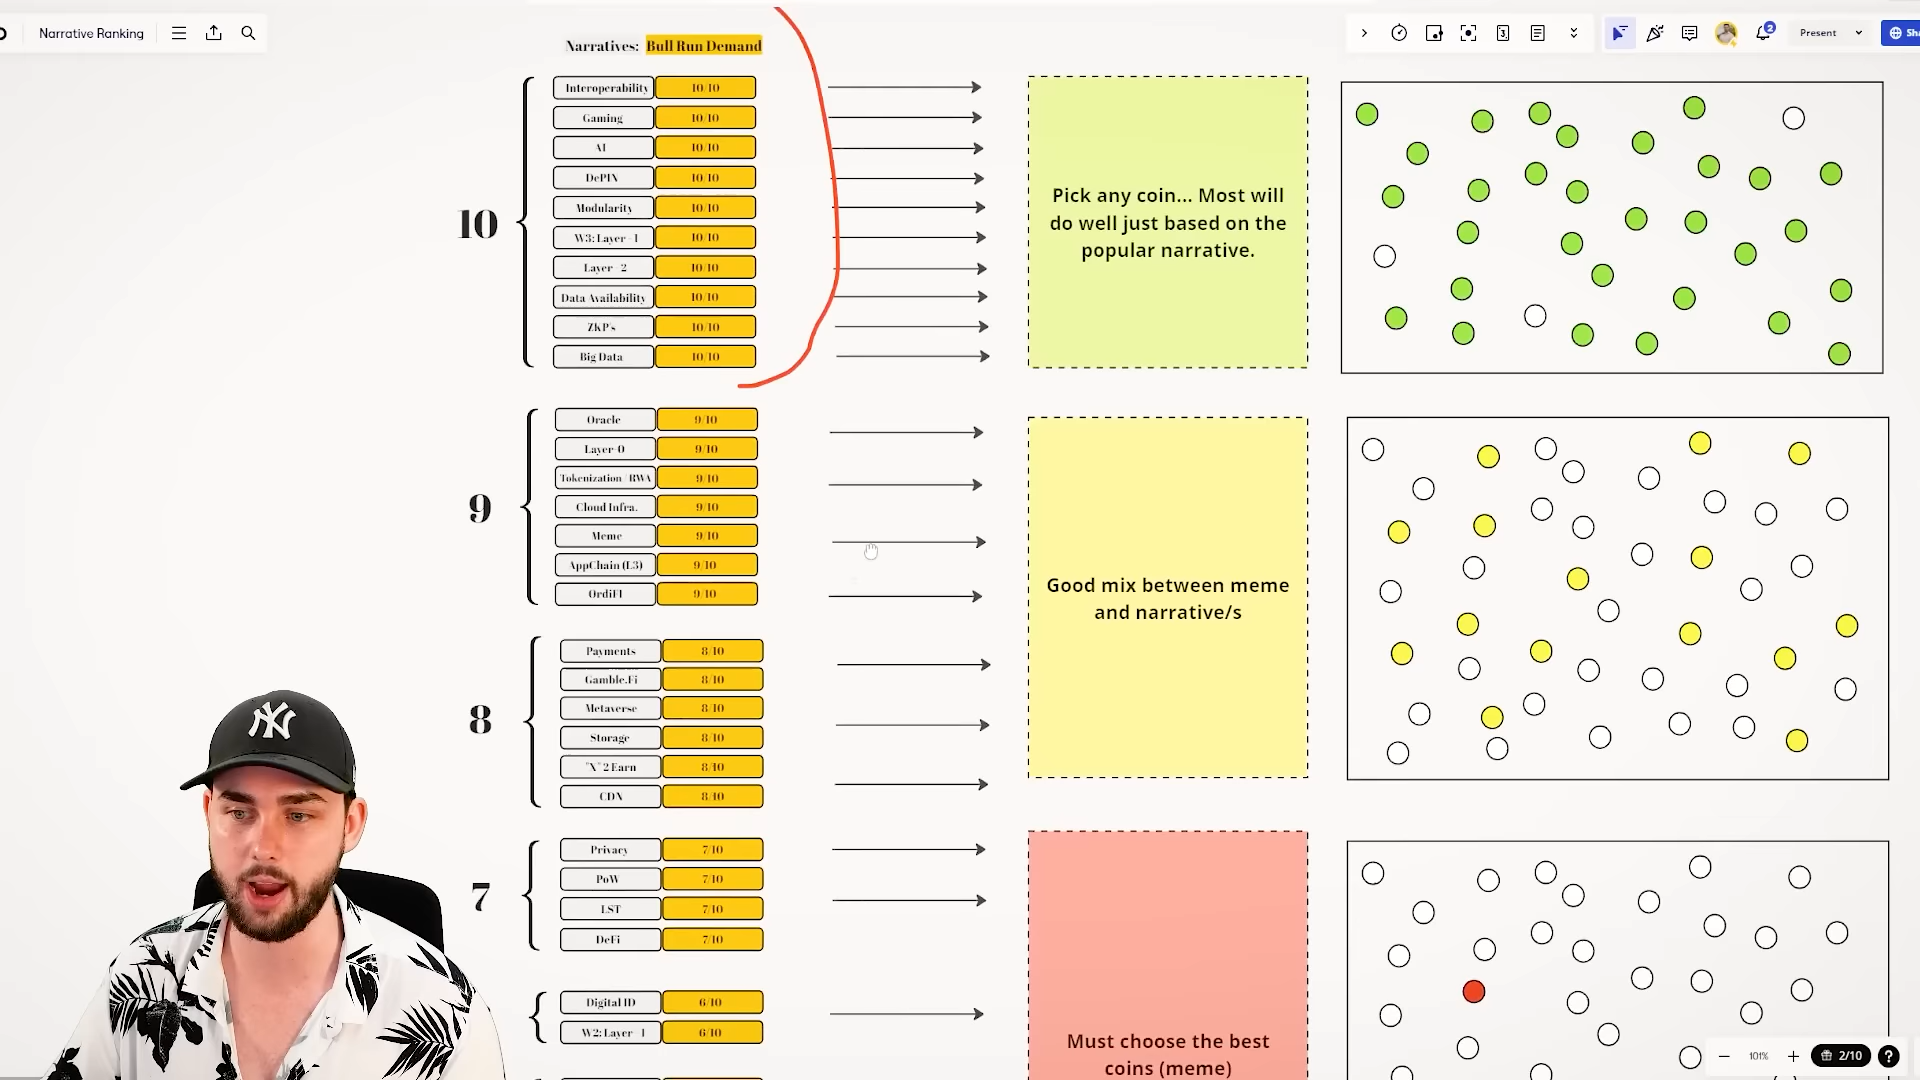 Narrative Ranking
2
Present
Sha
Narratives: Bull Run Demand
10
Interoperability 10/10
Gaming 10/10
AI 10/10
DePIN 10/10
Modularity 10/10
W3: Layer-1 10/10
Layer-2 10/10
Data Availability 10/10
ZKP's 10/10
Big Data 10/10
Pick any coin... Most will
do well just based on the
popular narrative.
9
Oracle 9/10
Layer-0 9/10
Tokenization/RWA 9/10
Cloud Infra. 9/10
Meme 9/10
AppChain (L3) 9/10
OrdiFI 9/10
Good mix between meme
and narrative/s
8
Payments 8/10
Gamble.Fi 8/10
Metaverse 8/10
Storage 8/10
"X" 2 Earn 8/10
CDN 8/10
7
Privacy 7/10
PoW 7/10
LST 7/10
DeFi 7/10
Digital ID 6/10
W2: Layer-1 6/10
Must choose the best
coins (meme)
NY
101%
2/10
?